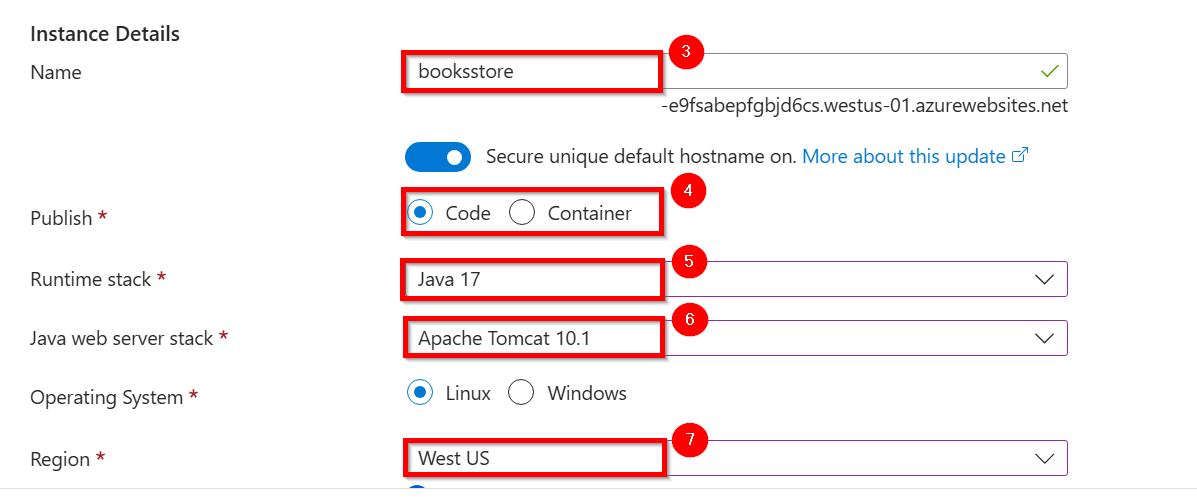 Instance Details
Name
booksstore
3
-e9fsabepfgbjd6cs.westus-01.azurewebsites.net
Secure unique default hostname on. More about this update
4
Publish *
Code
Container
5
Runtime stack *
Java 17
6
Java web server stack *
Apache Tomcat 10.1
Operating System *
Linux
Windows
7
Region *
West US